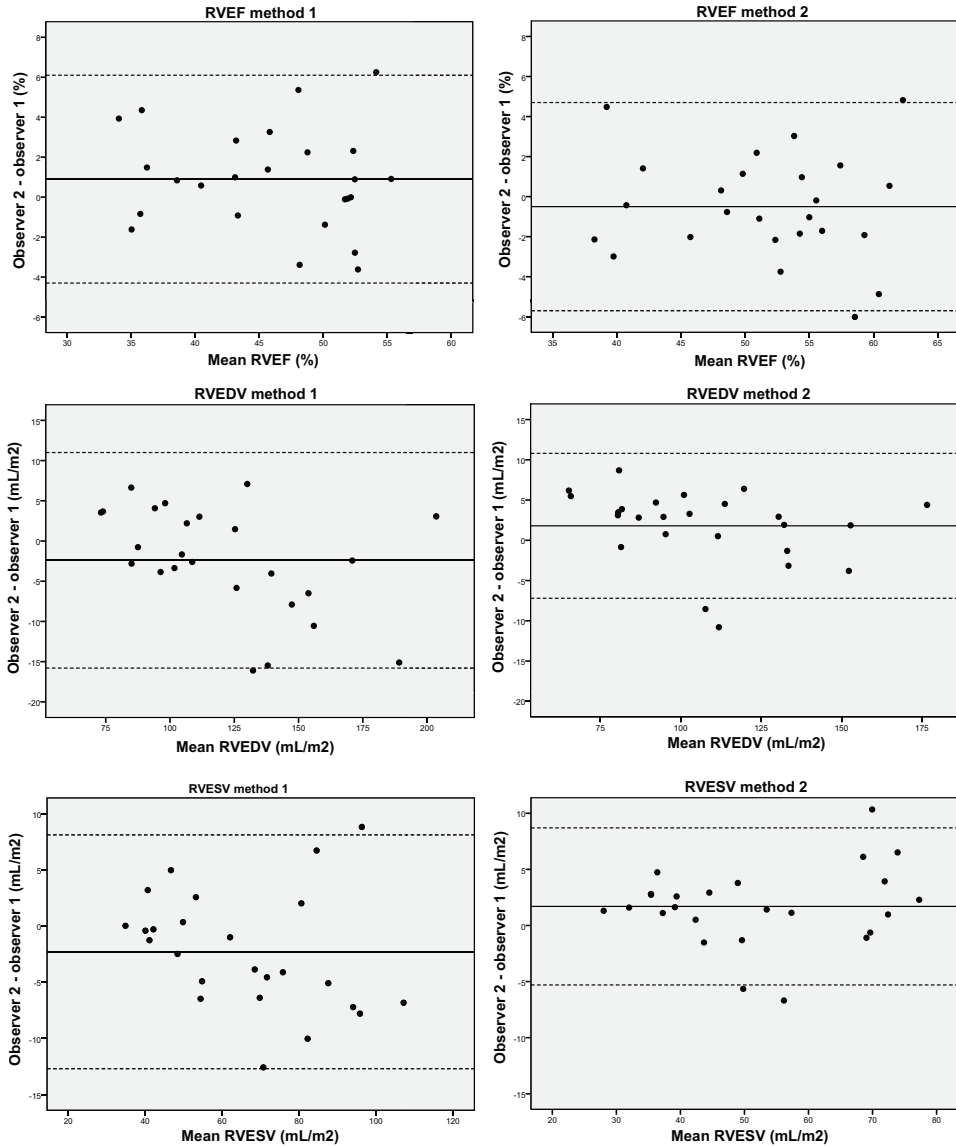 RVEF method 1
Observer 2 - observer 1 (%)
8
6
4
2
0
-2
-4
-6
30 35 40 45 50 55 60
Mean RVEF (%)
RVEF method 2
Observer 2 - observer 1 (%)
8
6
4
2
0
-2
-4
-6
35 40 45 50 55 60 65
Mean RVEF (%)
RVEDV method 1
Observer 2 - observer 1 (mL/m2)
15
10
5
0
-5
-10
-15
-20
75 100 125 150 175 200
Mean RVEDV (mL/m2)
RVEDV method 2
Observer 2 - observer 1 (mL/m2)
15
10
5
0
-5
-10
-15
-20
75 100 125 150 175
Mean RVEDV (mL/m2)
RVESV method 1
Observer 2 - observer 1 (mL/m2)
10
5
0
-5
-10
-15
20 40 60 80 100 120
Mean RVESV (mL/m2)
RVESV method 2
Observer 2 - observer 1 (mL/m2)
10
5
0
-5
-10
-15
20 30 40 50 60 70 80
Mean RVESV (mL/m2)